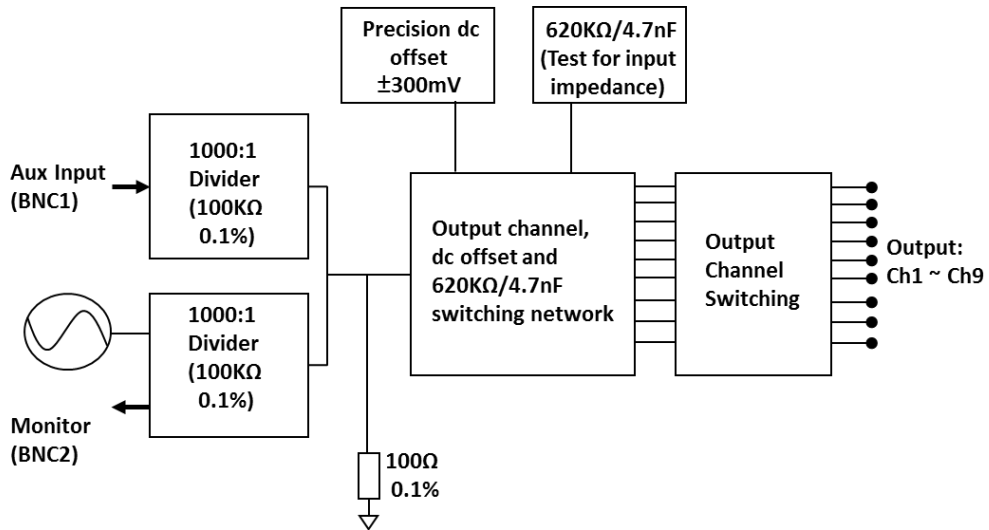 Precision dc
offset
±300mV
620KΩ/4.7nF
(Test for input
impedance)
Aux Input
(BNC1)
1000:1
Divider
(100KΩ
0.1%)
1000:1
Divider
(100KΩ
0.1%)
Monitor
(BNC2)
100Ω
0.1%
Output channel,
dc offset and
620KΩ/4.7nF
switching network
Output
Channel
Switching
Output:
Ch1 ~ Ch9